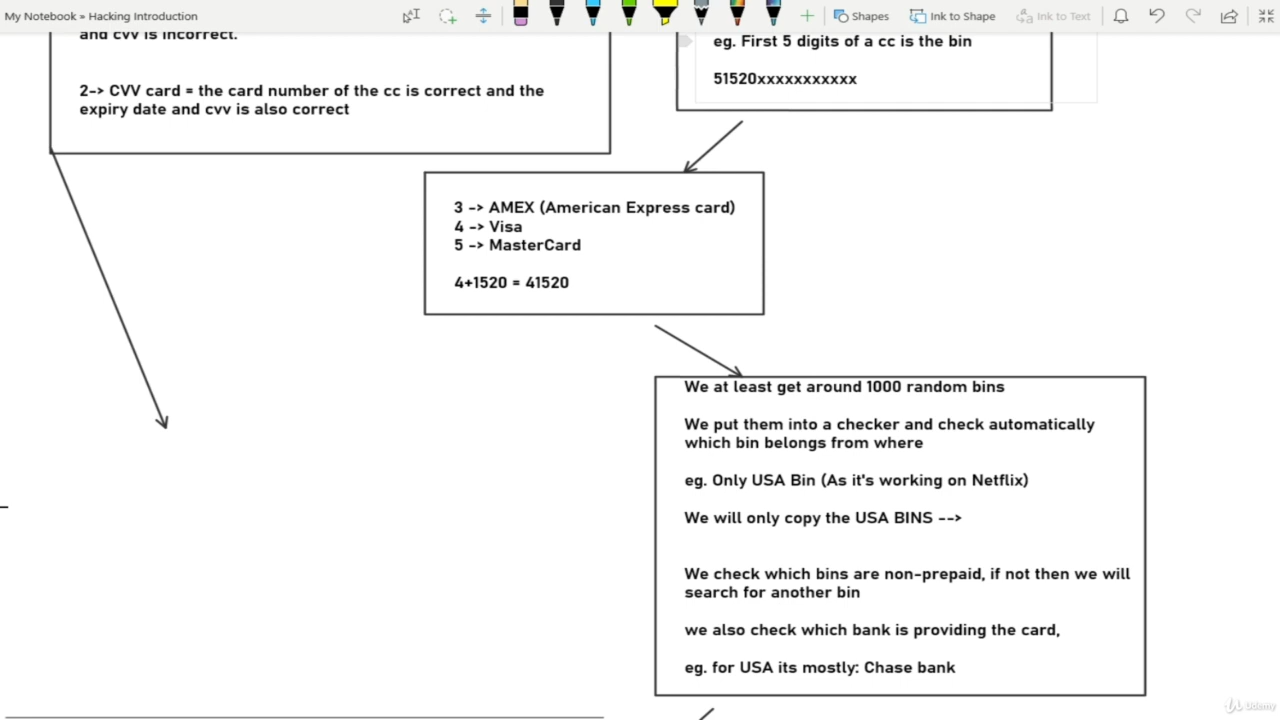 My Notebook » Hacking Introduction
Shapes
Ink to Shape
Ink to Text
and cvv is incorrect.
2-> CVV card = the card number of the cc is correct and the
expiry date and cvv is also correct
eg. First 5 digits of a cc is the bin
51520xxxxxxxxxxx
3 -> AMEX (American Express card)
4 -> Visa
5 -> MasterCard
4+1520 = 41520
We at least get around 1000 random bins
We put them into a checker and check automatically
which bin belongs from where
eg. Only USA Bin (As it's working on Netflix)
We will only copy the USA BINS -->
We check which bins are non-prepaid, if not then we will
search for another bin
we also check which bank is providing the card,
eg. for USA its mostly: Chase bank
Udemy